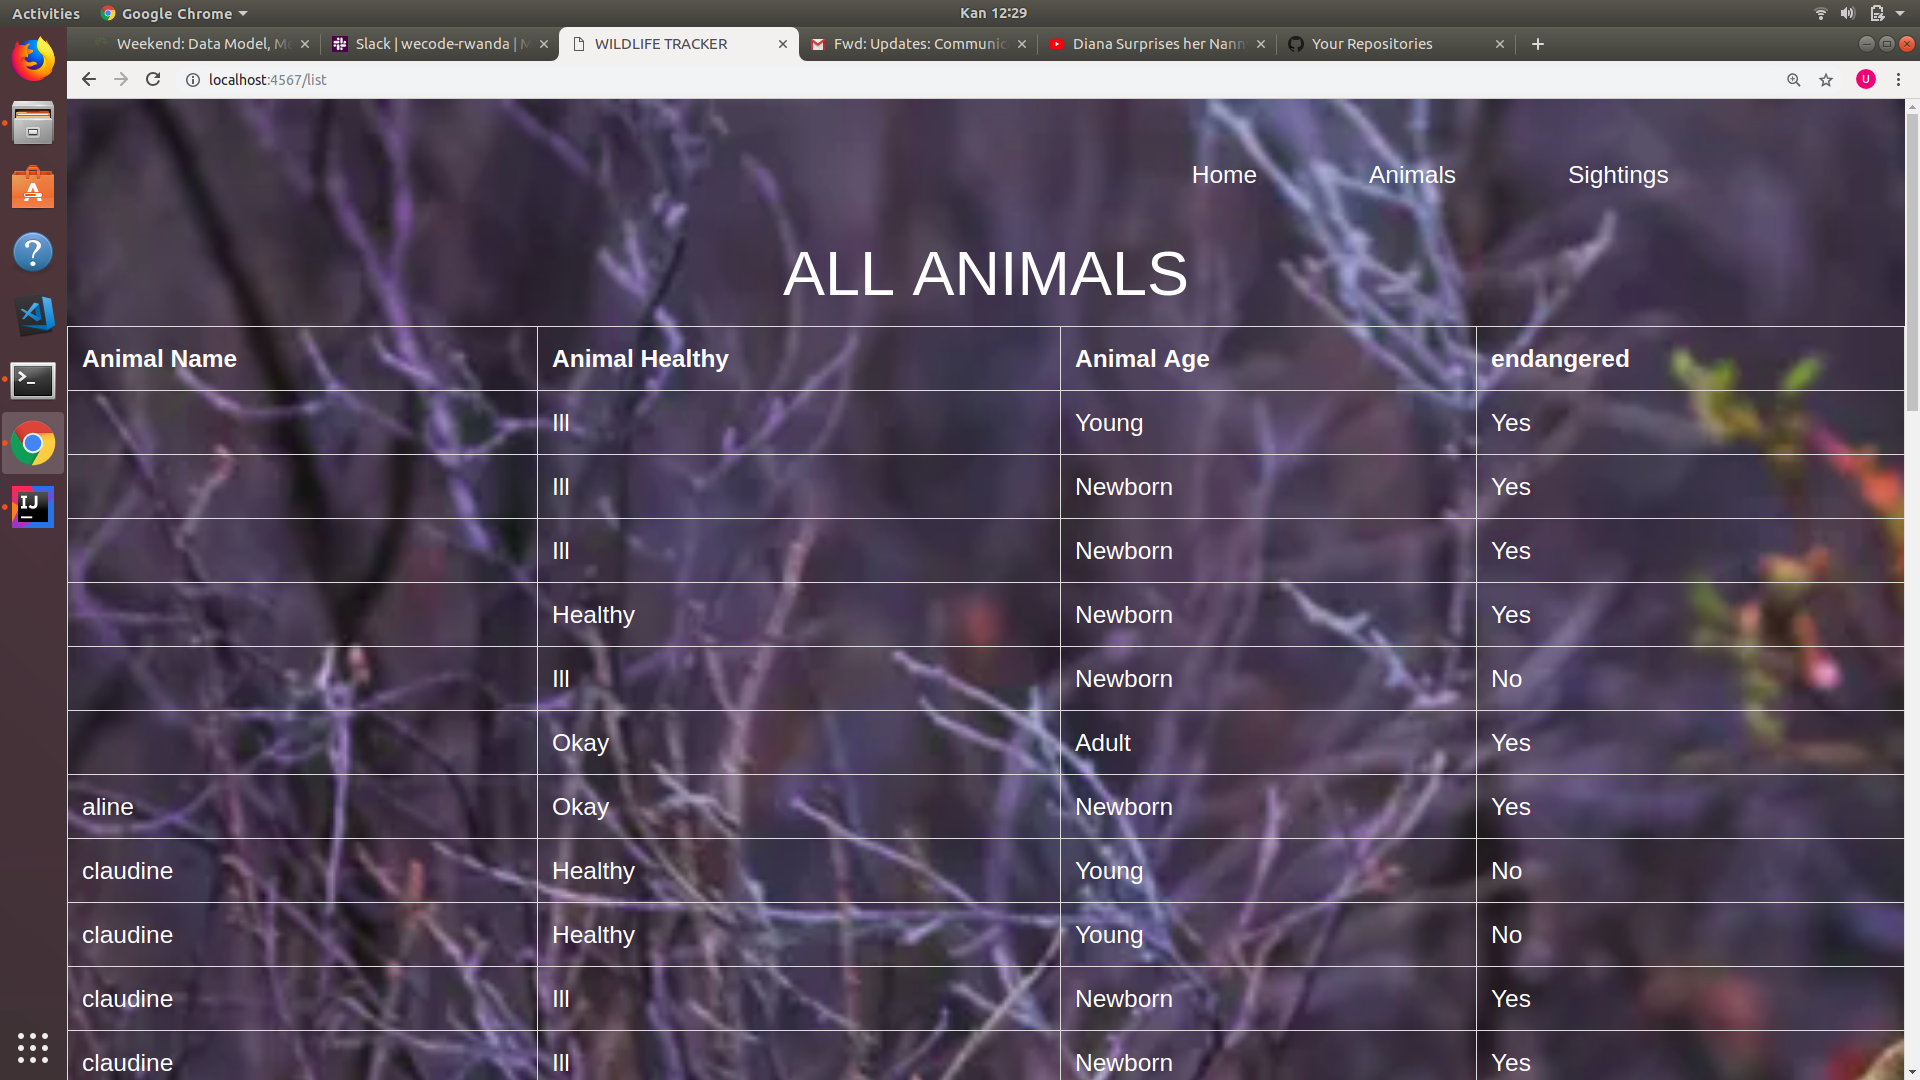 Activities Google Chrome Kan 12:29
Weekend: Data Model, M Slack | wecode-rwanda | WILDLIFE TRACKER Fwd: Updates: Communic Diana Surprises her Nann Your Repositories
localhost:4567/list U
Home Animals Sightings
ALL ANIMALS
Animal Name Animal Healthy Animal Age endangered
Ill Young Yes
Ill Newborn Yes
Ill Newborn Yes
Healthy Newborn Yes
Ill Newborn No
Okay Adult Yes
aline Okay Newborn Yes
claudine Healthy Young No
claudine Healthy Young No
claudine Ill Newborn Yes
claudine Ill Newborn Yes